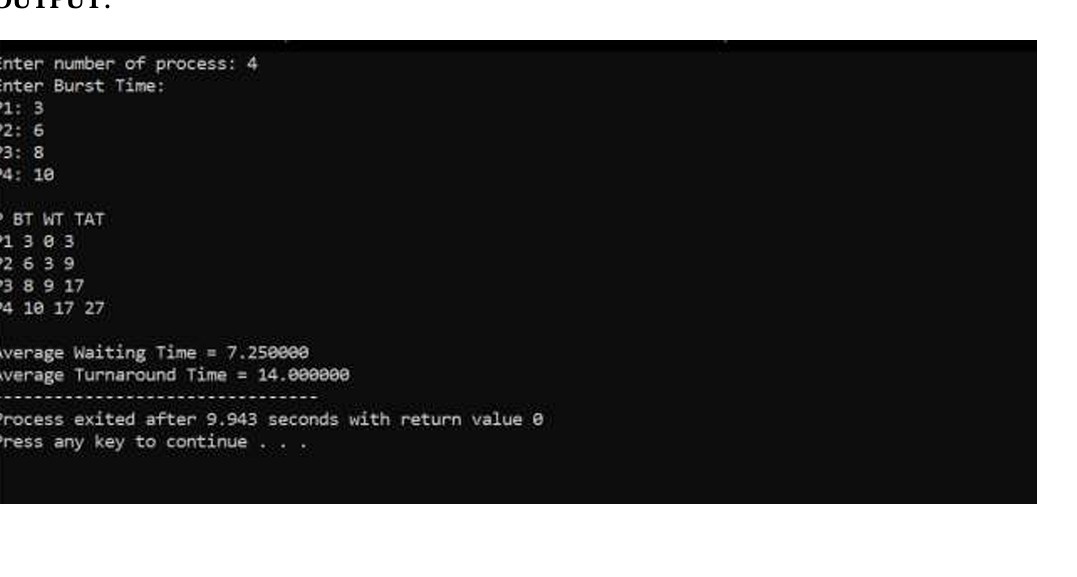 OUTPUT:
Enter number of process: 4
Enter Burst Time:
P1: 3
P2: 6
P3: 8
P4: 10
P BT WT TAT
P1 3 0 3
P2 6 3 9
P3 8 9 17
P4 10 17 27
Average Waiting Time = 7.250000
Average Turnaround Time = 14.000000
--------------------------------
Process exited after 9.943 seconds with return value 0
Press any key to continue . . .